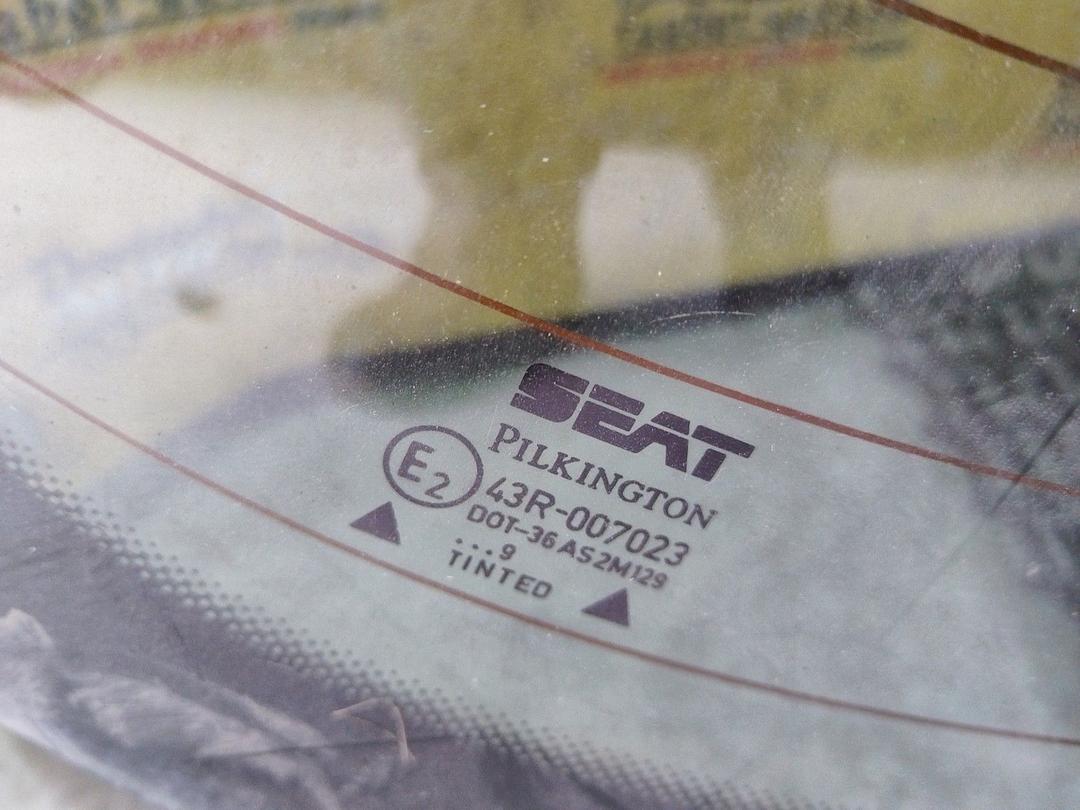 SEAT
PILKINGTON
E2
43R-007023
DOT-36 AS2M129
...9
TINTED